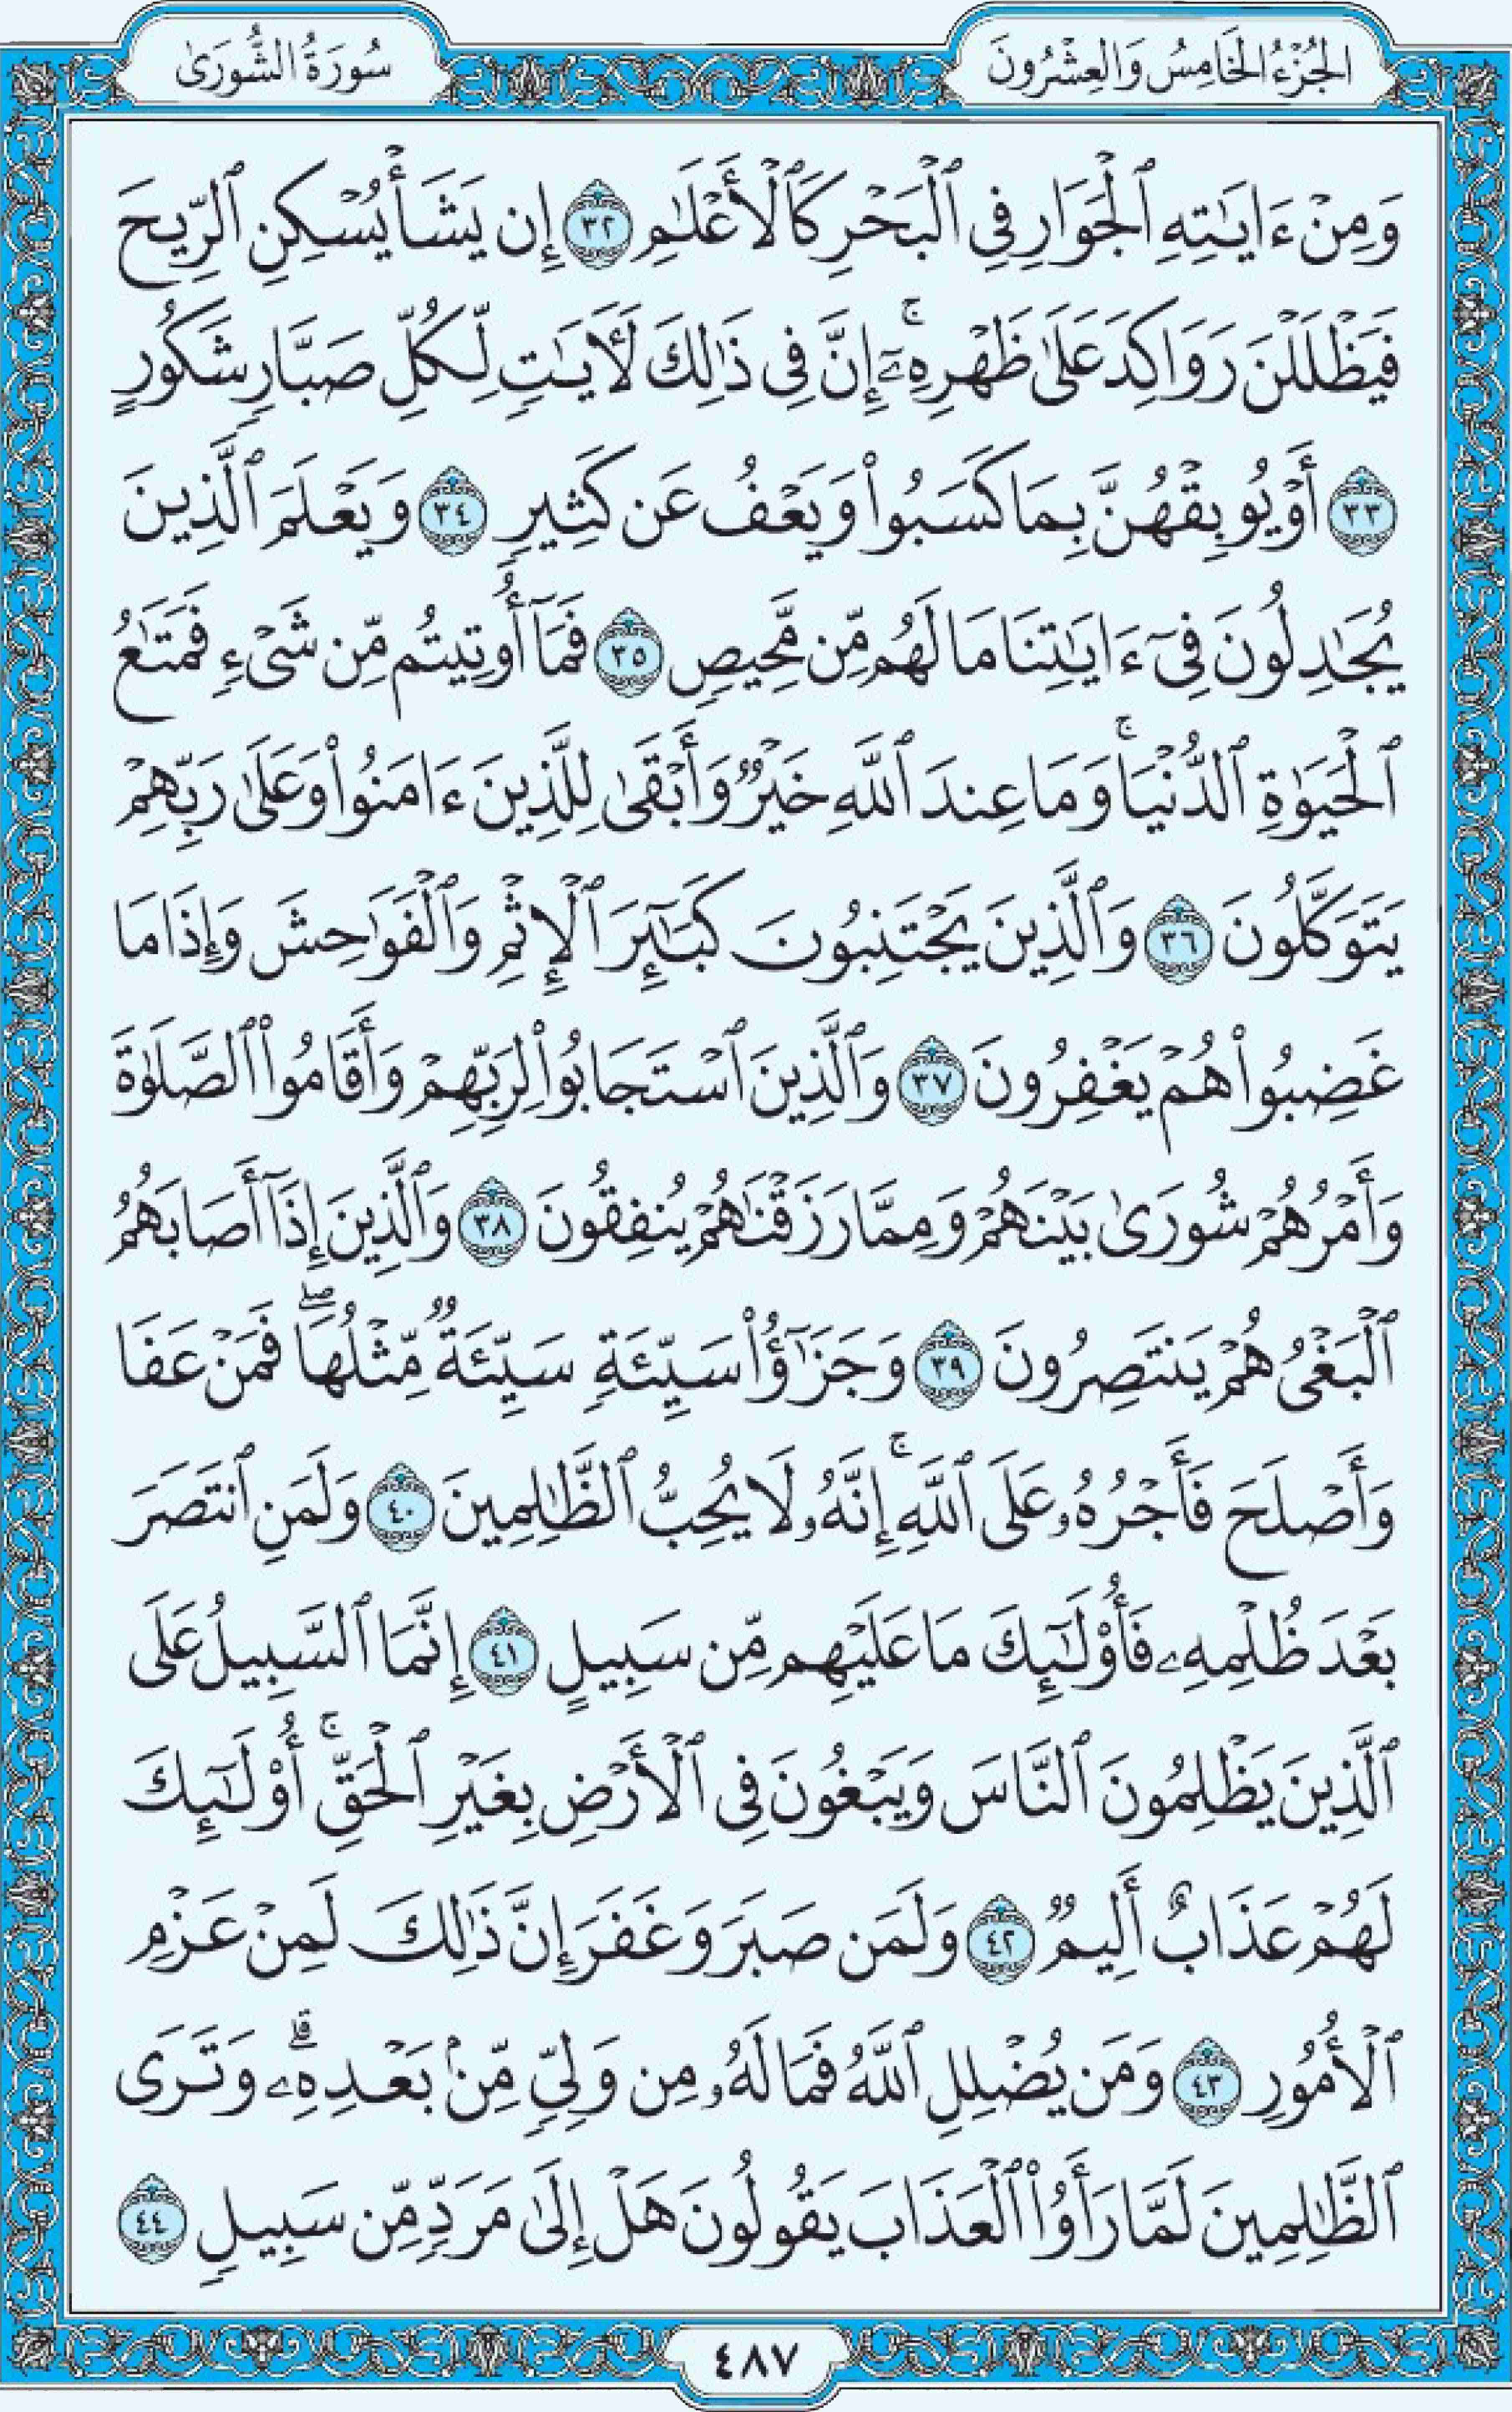 الجُزْءُ الخَامِسُ وَالعِشْرُونَ
سُورَةُ الشُّورَىٰ
وَمِنْ ءَايَٰتِهِ ٱلْجَوَارِ فِى ٱلْبَحْرِ كَٱلْأَعْلَٰمِ ٣٢ إِن يَشَأْ يُسْكِنِ ٱلرِّيحَ
فَيَظْلَلْنَ رَوَاكِدَ عَلَىٰ ظَهْرِهِۦٓ ۚ إِنَّ فِى ذَٰلِكَ لَءَايَٰتٍ لِّكُلِّ صَبَّارٍ شَكُورٍ
٣٣ أَوْ يُوبِقْهُنَّ بِمَا كَسَبُوا۟ وَيَعْفُ عَن كَثِيرٍ ٣٤ وَيَعْلَمَ ٱلَّذِينَ
يُجَٰدِلُونَ فِىٓ ءَايَٰتِنَا مَا لَهُم مِّن مَّحِيصٍ ٣٥ فَمَآ أُوتِيتُم مِّن شَىْءٍ فَمَتَٰعُ
ٱلْحَيَوٰةِ ٱلدُّنْيَا ۚ وَمَا عِندَ ٱللَّهِ خَيْرٌ وَأَبْقَىٰ لِلَّذِينَ ءَامَنُوا۟ وَعَلَىٰ رَبِّهِمْ
يَتَوَكَّلُونَ ٣٦ وَٱلَّذِينَ يَجْتَنِبُونَ كَبَٰٓئِرَ ٱلْإِثْمِ وَٱلْفَوَٰحِشَ وَإِذَا مَا
غَضِبُوا۟ هُمْ يَغْفِرُونَ ٣٧ وَٱلَّذِينَ ٱسْتَجَابُوا۟ لِرَبِّهِمْ وَأَقَامُوا۟ ٱلصَّلَوٰةَ
وَأَمْرُهُمْ شُورَىٰ بَيْنَهُمْ وَمِمَّا رَزَقْنَٰهُمْ يُنفِقُونَ ٣٨ وَٱلَّذِينَ إِذَآ أَصَابَهُمُ
ٱلْبَغْىُ هُمْ يَنتَصِرُونَ ٣٩ وَجَزَٰٓؤُا۟ سَيِّئَةٍ سَيِّئَةٌ مِّثْلُهَا ۖ فَمَنْ عَفَا
وَأَصْلَحَ فَأَجْرُهُۥ عَلَى ٱللَّهِ ۚ إِنَّهُۥ لَا يُحِبُّ ٱلظَّٰلِمِينَ ٤٠ وَلَمَنِ ٱنتَصَرَ
بَعْدَ ظُلْمِهِۦ فَأُو۟لَٰٓئِكَ مَا عَلَيْهِم مِّن سَبِيلٍ ٤١ إِنَّمَا ٱلسَّبِيلُ عَلَى
ٱلَّذِينَ يَظْلِمُونَ ٱلنَّاسَ وَيَبْغُونَ فِى ٱلْأَرْضِ بِغَيْرِ ٱلْحَقِّ ۚ أُو۟لَٰٓئِكَ
لَهُمْ عَذَابٌ أَلِيمٌ ٤٢ وَلَمَن صَبَرَ وَغَفَرَ إِنَّ ذَٰلِكَ لَمِنْ عَزْمِ
ٱلْأُمُورِ ٤٣ وَمَن يُضْلِلِ ٱللَّهُ فَمَا لَهُۥ مِن وَلِىٍّ مِّنۢ بَعْدِهِۦ ۗ وَتَرَى
ٱلظَّٰلِمِينَ لَمَّا رَأَوُا۟ ٱلْعَذَابَ يَقُولُونَ هَلْ إِلَىٰ مَرَدٍّ مِّن سَبِيلٍ ٤٤
٤٨٧